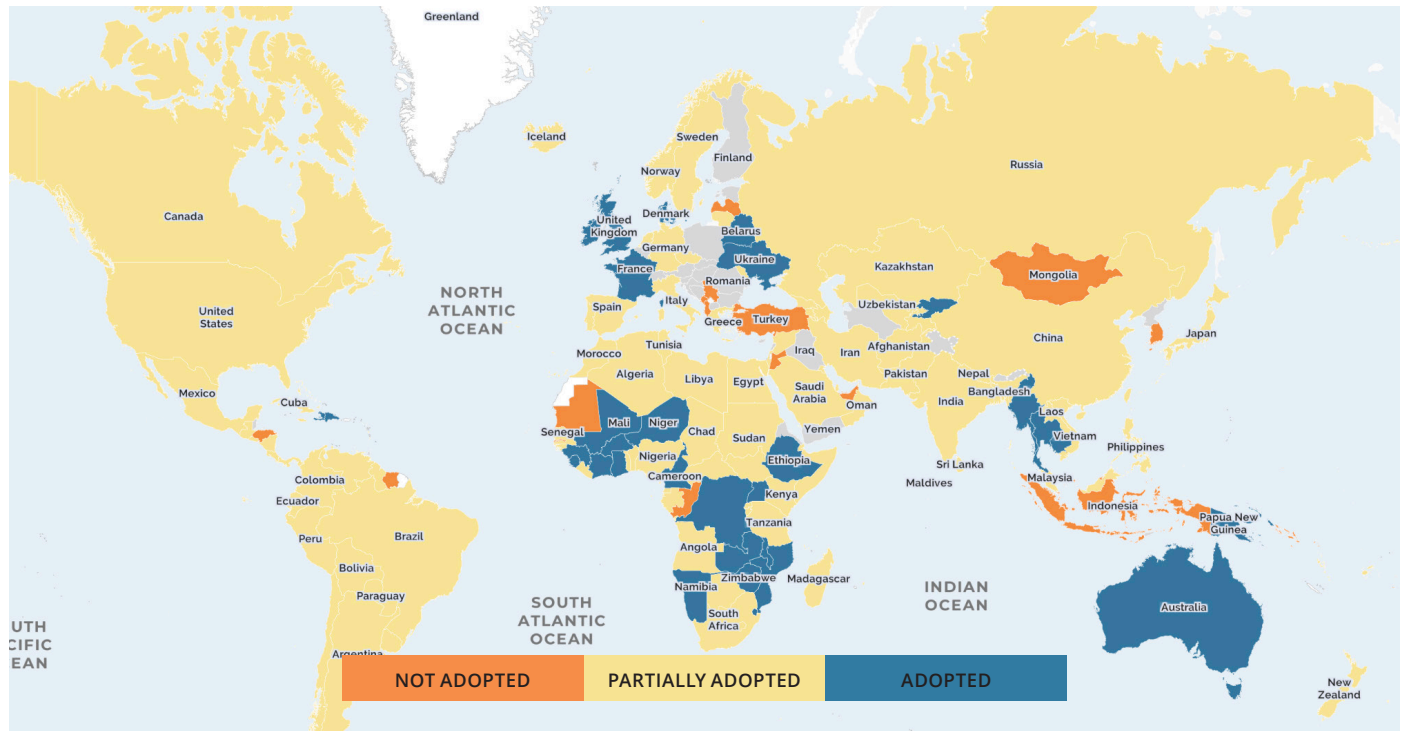 Greenland
Iceland
Sweden
Finland
Norway
Russia
Canada
Denmark
United
Kingdom
Belarus
Germany
Ukraine
France
Kazakhstan
Mongolia
Romania
NORTH
ATLANTIC
OCEAN
Italy
Uzbekistan
Spain
United
States
Greece
Turkey
Japan
China
Tunisia
Iraq
Iran
Afghanistan
Morocco
Algeria
Libya
Egypt
Saudi
Arabia
Pakistan
Nepal
Bangladesh
Mexico
Cuba
Oman
India
Laos
Mali
Niger
Chad
Sudan
Yemen
Senegal
Vietnam
Philippines
Nigeria
Ethiopia
Sri Lanka
Cameroon
Maldives
Malaysia
Colombia
Ecuador
Kenya
Indonesia
Papua New
Guinea
Tanzania
Peru
Brazil
Angola
Bolivia
Zimbabwe
Madagascar
Namibia
INDIAN
OCEAN
Paraguay
Australia
SOUTH
ATLANTIC
OCEAN
South
Africa
UTH
CIFIC
EAN
Argentina
NOT ADOPTED
PARTIALLY ADOPTED
ADOPTED
New
Zealand